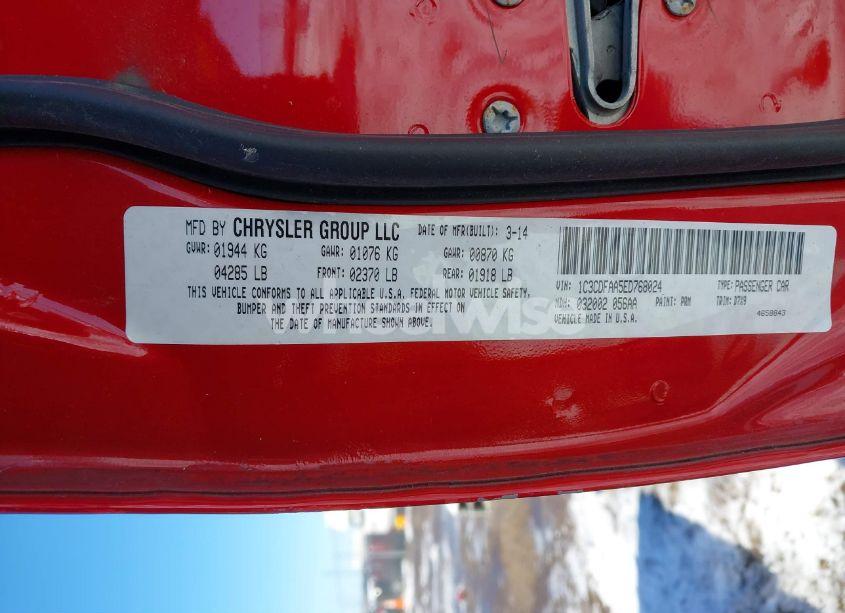 MFD BY CHRYSLER GROUP LLC DATE OF MFR(BUILT): 3-14
GVWR: 01944 KG GAWR: 01076 KG GAWR: 00870 KG
04285 LB FRONT: 02370 LB REAR: 01918 LB
THIS VEHICLE CONFORMS TO ALL APPLICABLE U.S.A. FEDERAL MOTOR VEHICLE SAFETY,
BUMPER AND THEFT PREVENTION STANDARDS IN EFFECT ON
THE DATE OF MANUFACTURE SHOWN ABOVE.
VIN: 1C3CDFAA5ED768024 TYPE: PASSENGER CAR
MDH: 032002 056AA PAINT: PRM TRIM: D7X9
VEHICLE MADE IN U.S.A. 4658843